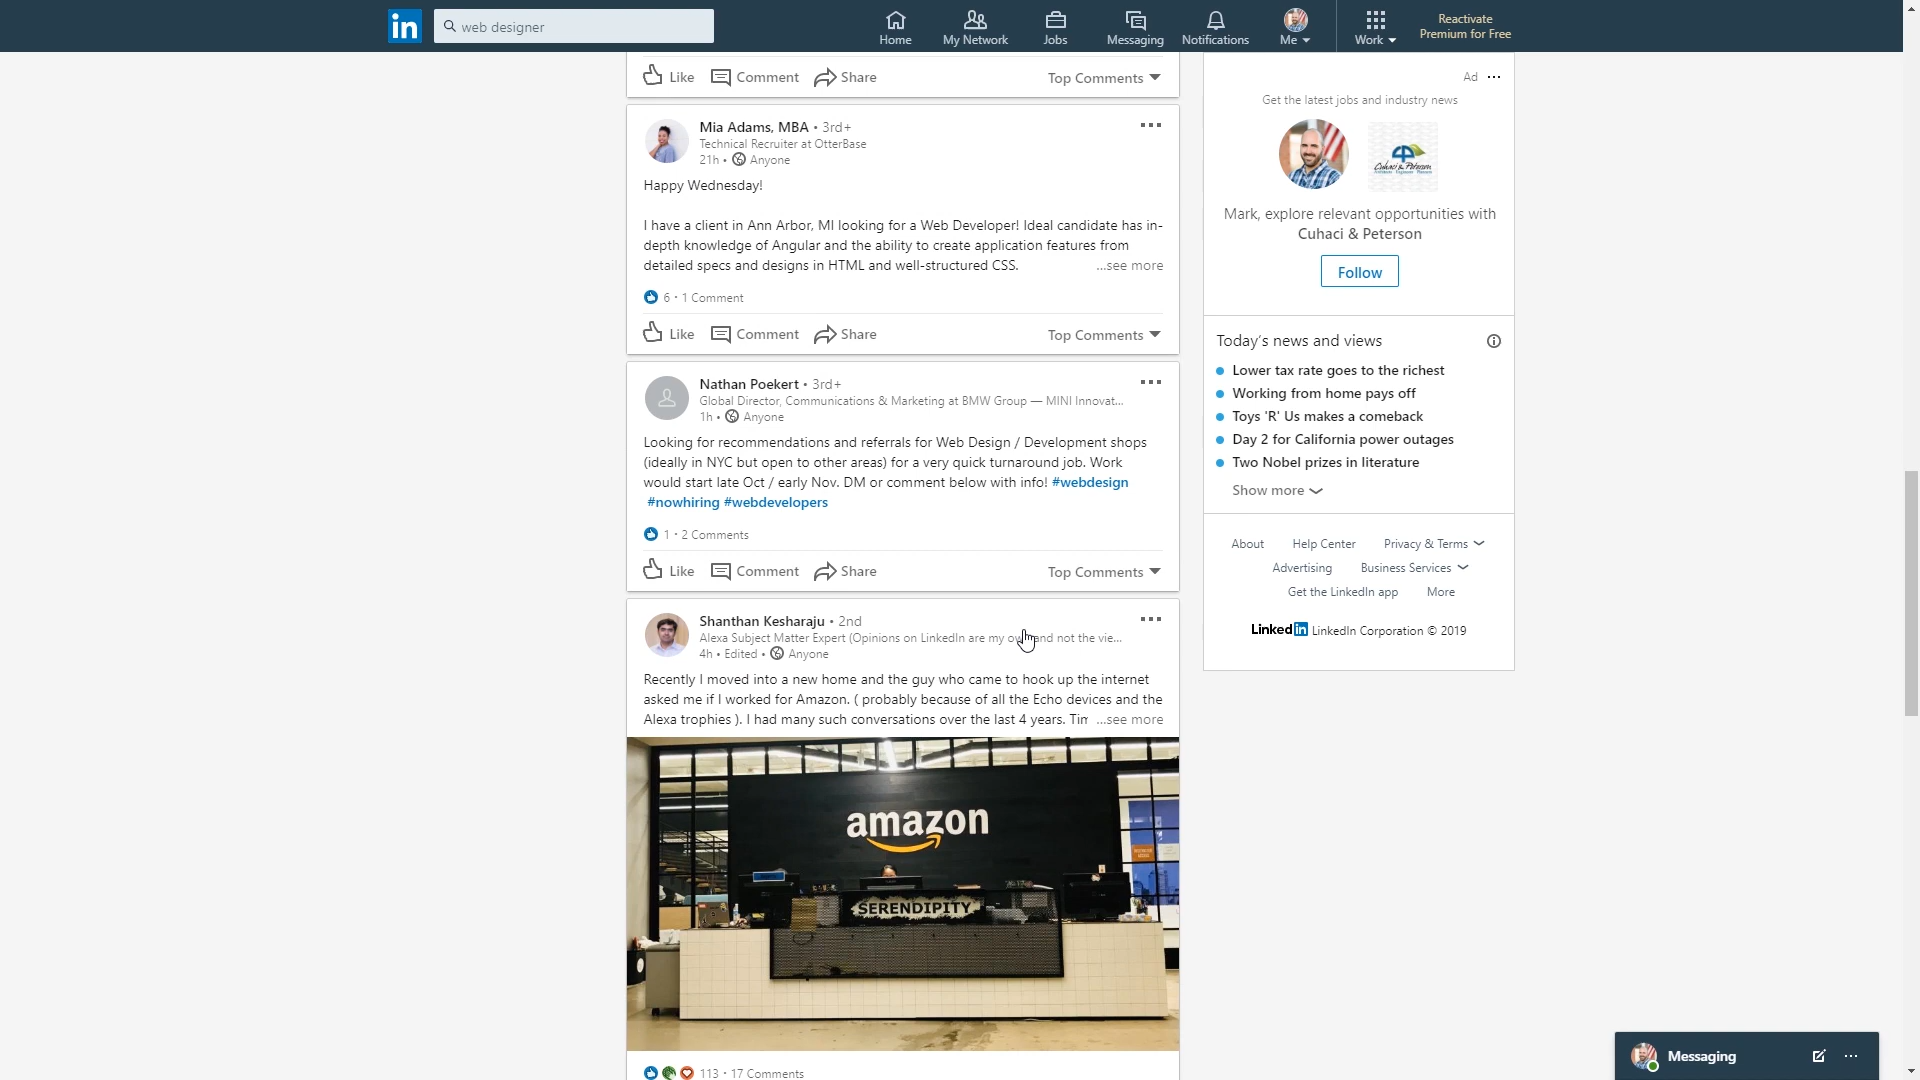 in
web designer
Home
My Network
Jobs
Messaging
Notifications
Me
Work
Reactivate
Premium for Free
Like
Comment
Share
Top Comments
Mia Adams, MBA • 3rd+
Technical Recruiter at OtterBase
21h • Anyone
Happy Wednesday!
I have a client in Ann Arbor, MI looking for a Web Developer! Ideal candidate has in-
depth knowledge of Angular and the ability to create application features from
detailed specs and designs in HTML and well-structured CSS. ...see more
6 · 1 Comment
Like
Comment
Share
Top Comments
Nathan Poekert • 3rd+
Global Director, Communications & Marketing at BMW Group — MINI Innovat...
1h • Anyone
Looking for recommendations and referrals for Web Design / Development shops
(ideally in NYC but open to other areas) for a very quick turnaround job. Work
would start late Oct / early Nov. DM or comment below with info! #webdesign
#nowhiring #webdevelopers
1 · 2 Comments
Like
Comment
Share
Top Comments
Shanthan Kesharaju • 2nd
Alexa Subject Matter Expert (Opinions on LinkedIn are my and not the vie...
4h • Edited • Anyone
Recently I moved into a new home and the guy who came to hook up the internet
asked me if I worked for Amazon. ( probably because of all the Echo devices and the
Alexa trophies ). I had many such conversations over the last 4 years. ...see more
amazon
SERENDIPITY
113 · 17 Comments
Ad
Get the latest jobs and industry news
Cuhaci & Peterson
Mark, explore relevant opportunities with
Cuhaci & Peterson
Follow
Today's news and views
Lower tax rate goes to the richest
Working from home pays off
Toys 'R' Us makes a comeback
Day 2 for California power outages
Two Nobel prizes in literature
Show more
About
Help Center
Privacy & Terms
Advertising
Business Services
Get the LinkedIn app
More
LinkedIn LinkedIn Corporation © 2019
Messaging